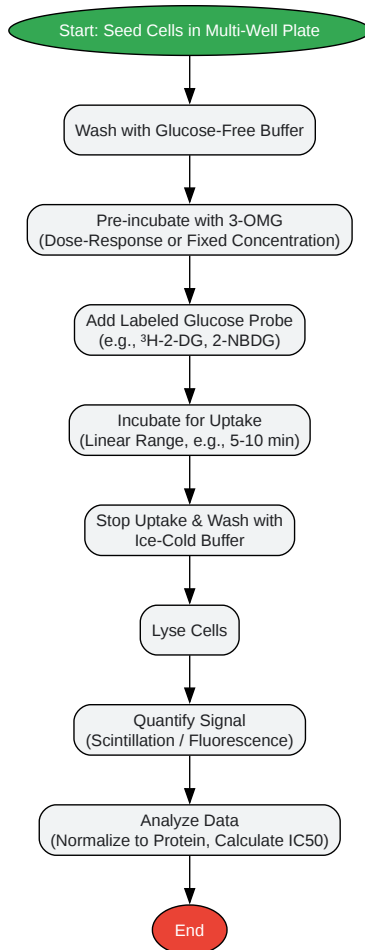 Start: Seed Cells in Multi-Well Plate
Wash with Glucose-Free Buffer
Pre-incubate with 3-OMG
(Dose-Response or Fixed Concentration)
Add Labeled Glucose Probe
(e.g., ³H-2-DG, 2-NBDG)
Incubate for Uptake
(Linear Range, e.g., 5-10 min)
Stop Uptake & Wash with
Ice-Cold Buffer
Lyse Cells
Quantify Signal
(Scintillation / Fluorescence)
Analyze Data
(Normalize to Protein, Calculate IC50)
End